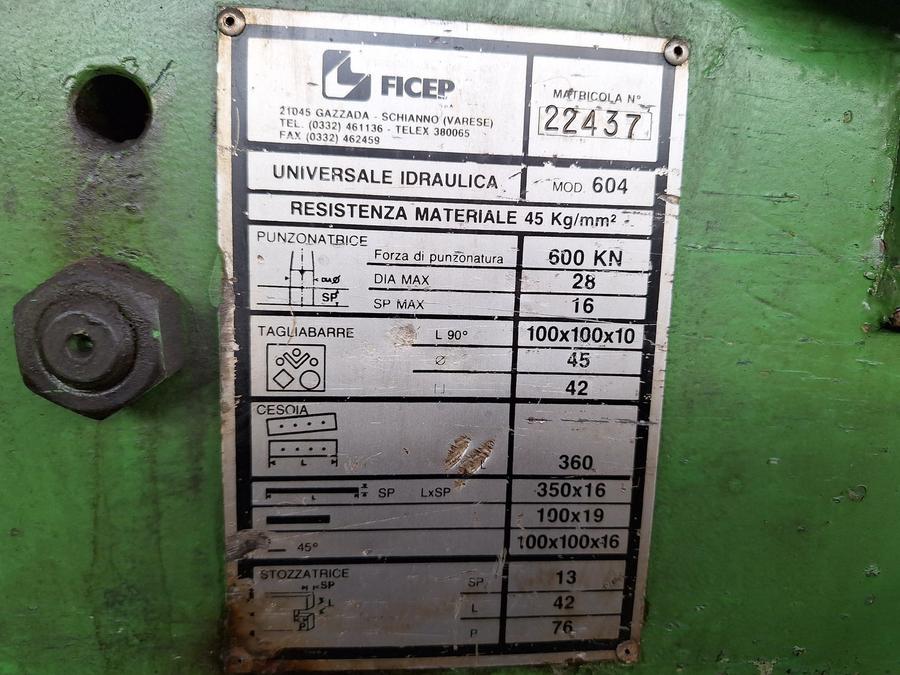 FICEP
21045 GAZZADA - SCHIANNO (VARESE)
TEL. (0332) 461136 - TELEX 380065
FAX (0332) 462459
MATRICOLA N°
22437
UNIVERSALE IDRAULICA
MOD. 604
RESISTENZA MATERIALE 45 Kg/mm²
PUNZONATRICE
DIA Ø
SP
Forza di punzonatura 600 KN
DIA MAX 28
SP MAX 16
TAGLIABARRE
L 90° 100x100x10
Ø 45
42
CESOIA
L
L 360
L SP LxSP 350x16
100x19
45° 100x100x16
STOZZATRICE
SP
L
P
SP 13
L 42
P 76